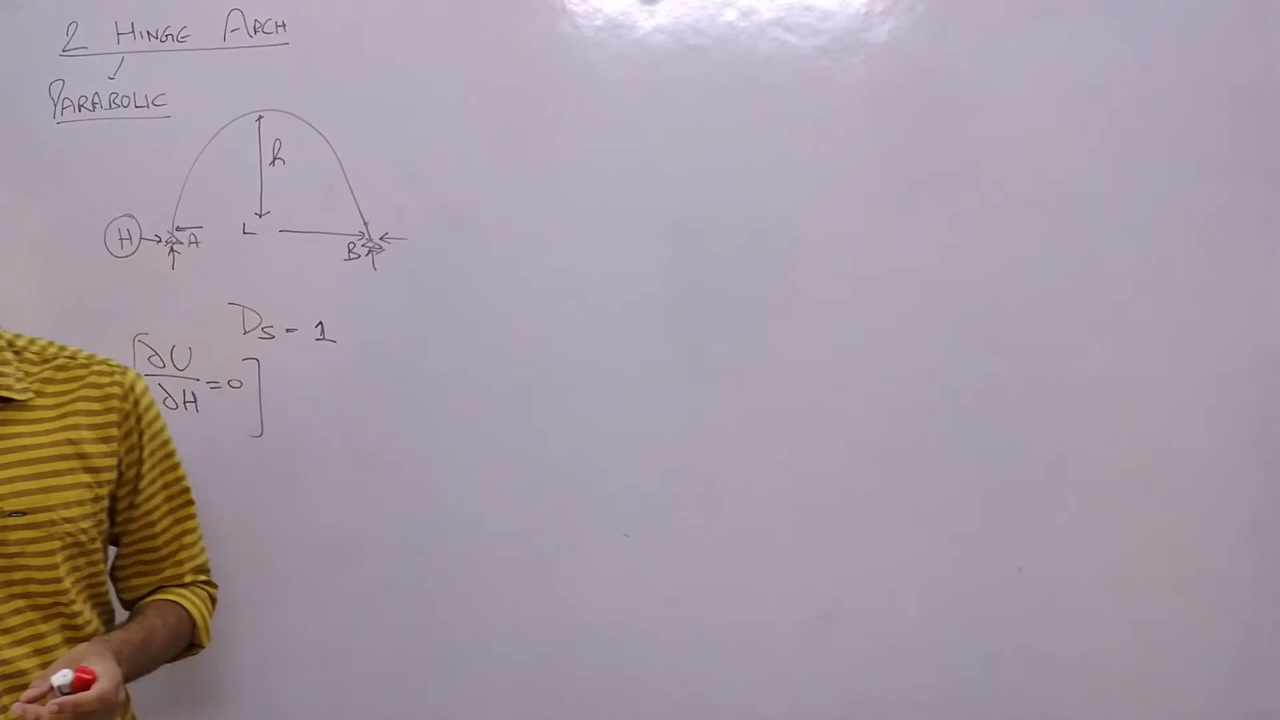 2 HINGE ARCH
PARABOLIC
h
H
A
L
B
Ds = 1
∂U
∂H
= 0